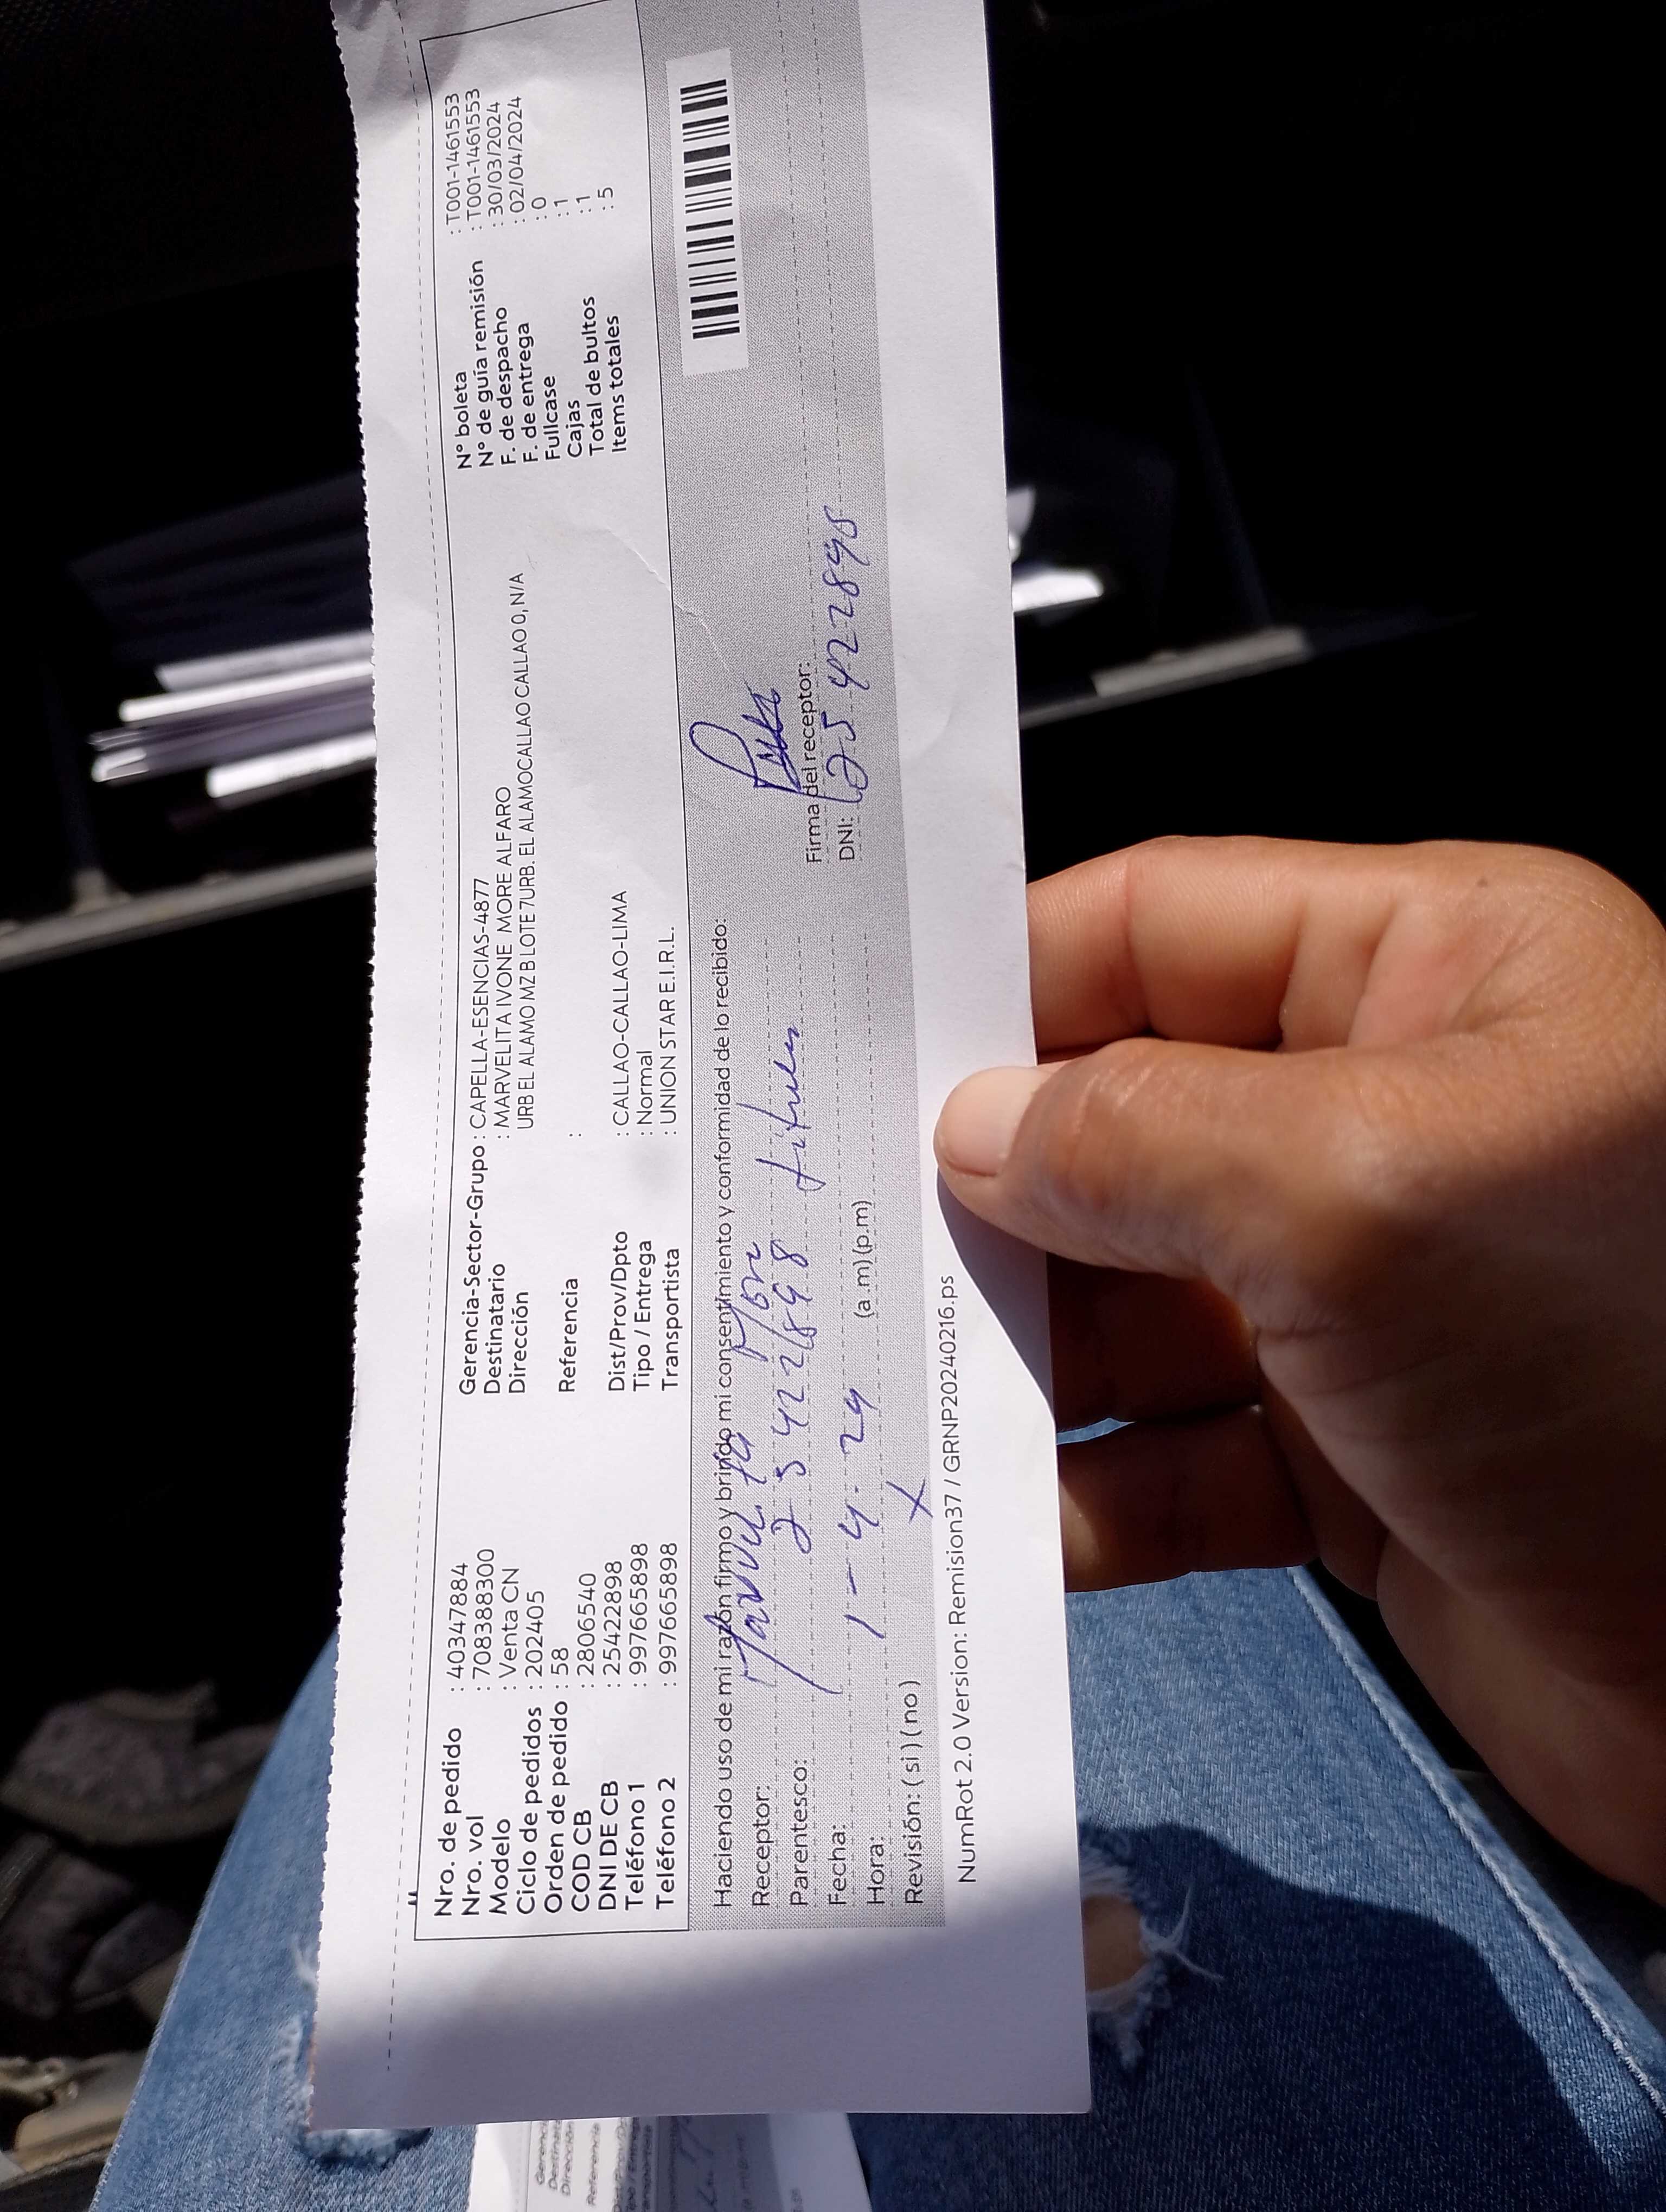 Nro. de pedido : 40347884
Nro. vol : 708388300
Modelo : Venta CN
Ciclo de pedidos : 202405
Orden de pedido : 58
COD CB : 28065400
DNI DE CB : 25422898
Teléfono 1 : 997665898
Teléfono 2 : 997665898
Gerencia-Sector-Grupo : CAPELLA-ESENCIAS-4877
Destinatario : MARVELITA IVONE MORE ALFARO
Dirección URB EL ALAMO MZ B LOTE 7URB. EL ALAMOCALLAO CALLAO 0, N/A
Referencia :
Dist/Prov/Dpto : CALLAO-CALLAO-LIMA
Tipo / Entrega : Normal
Transportista : UNION STAR E.I.R.L.
N° boleta : T001-1461553
N° de guía remisión : T001-1461553
F. de despacho : 30/03/2024
F. de entrega : 02/04/2024
Fullcase : 0
Cajas : 1
Total de bultos : 1
Items totales : 5
Haciendo uso de mi razón firmo y brindo mi consentimiento y conformidad de lo recibido:
Receptor:
Parentesco: 25422898
Fecha: 1-4-24
Hora: (a.m) (p.m)
Revisión: ( si ) ( no ) X
Firma del receptor:
DNI: 25422898
NumRot 2.0 Version: Remision37 / GRNP20240216.ps